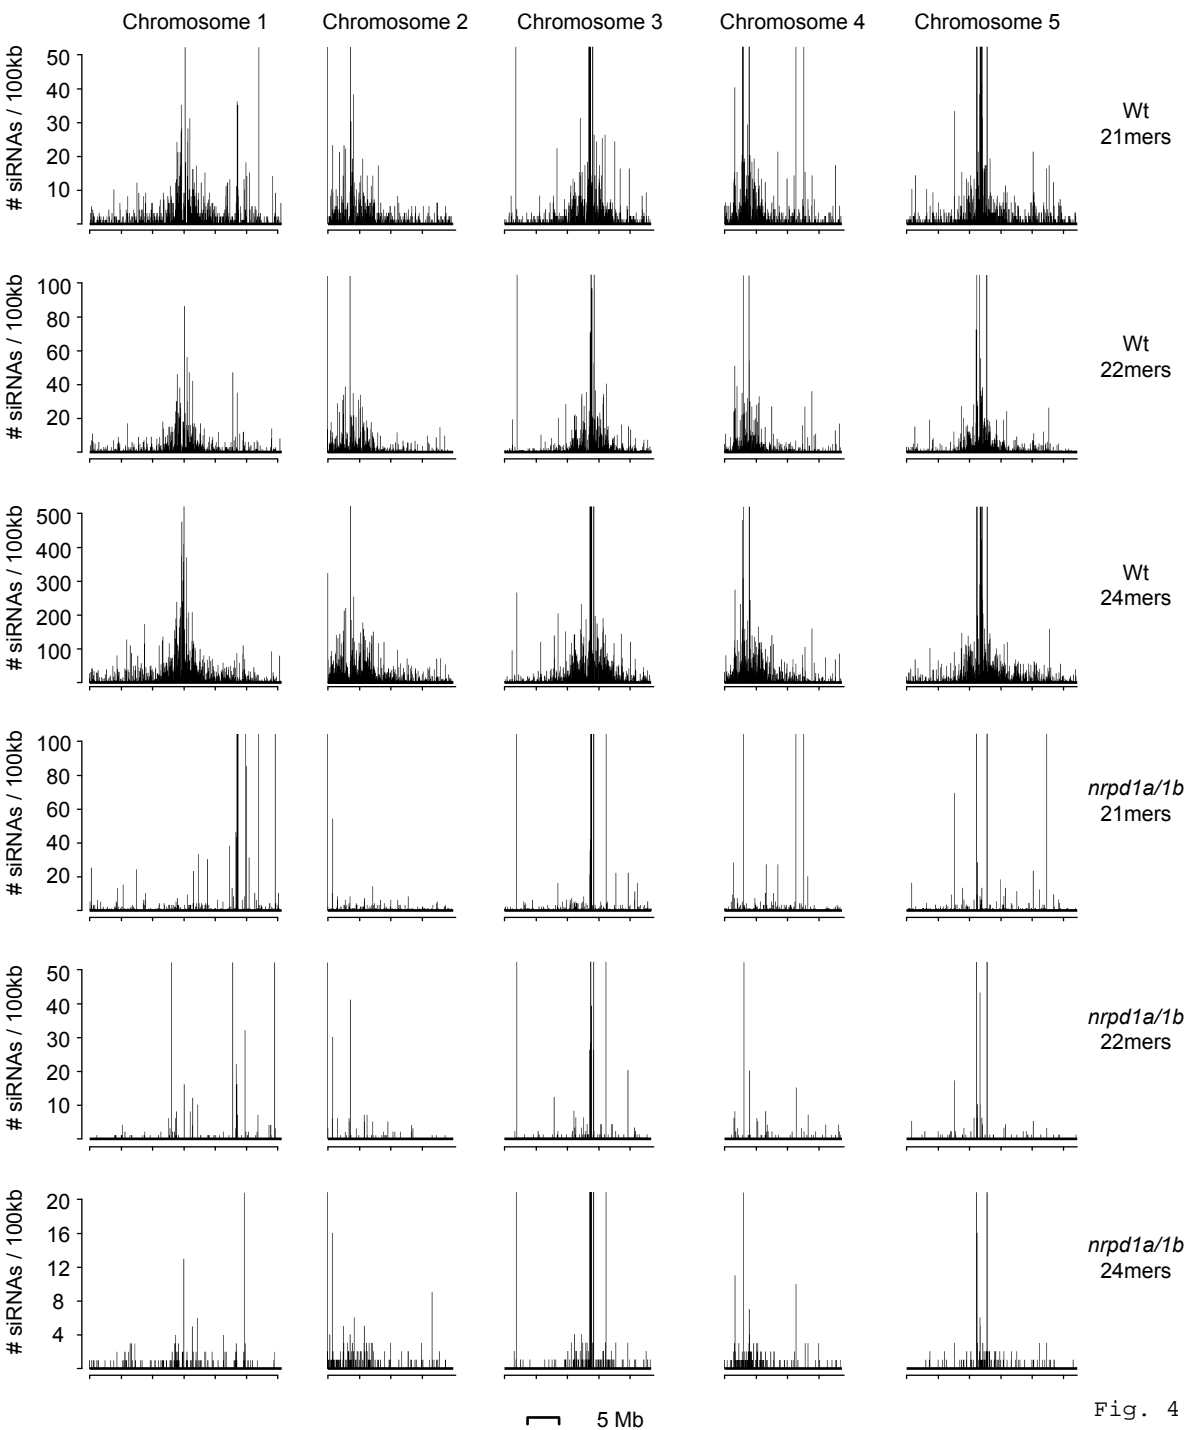 Chromosome 1 Chromosome 2 Chromosome 3 Chromosome 4 Chromosome 5
# siRNAs / 100kb
50
40
30
20
10
Wt
21mers
# siRNAs / 100kb
100
80
60
40
20
Wt
22mers
# siRNAs / 100kb
500
400
300
200
100
Wt
24mers
# siRNAs / 100kb
100
80
60
40
20
nrpd1a/1b
21mers
# siRNAs / 100kb
50
40
30
20
10
nrpd1a/1b
22mers
# siRNAs / 100kb
20
16
12
8
4
nrpd1a/1b
24mers
5 Mb
Fig. 4